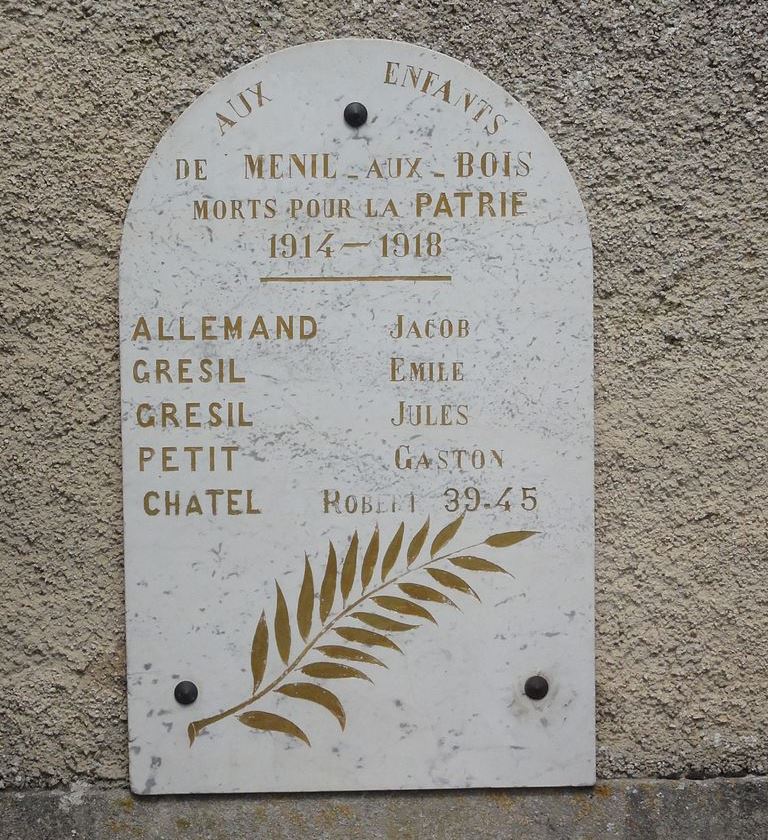 AUX ENFANTS
DE MENIL-AUX-BOIS
MORTS POUR LA PATRIE
1914-1918
ALLEMAND JACOB
GRESIL EMILE
GRESIL JULES
PETIT GASTON
CHATEL ROBERT 39-45